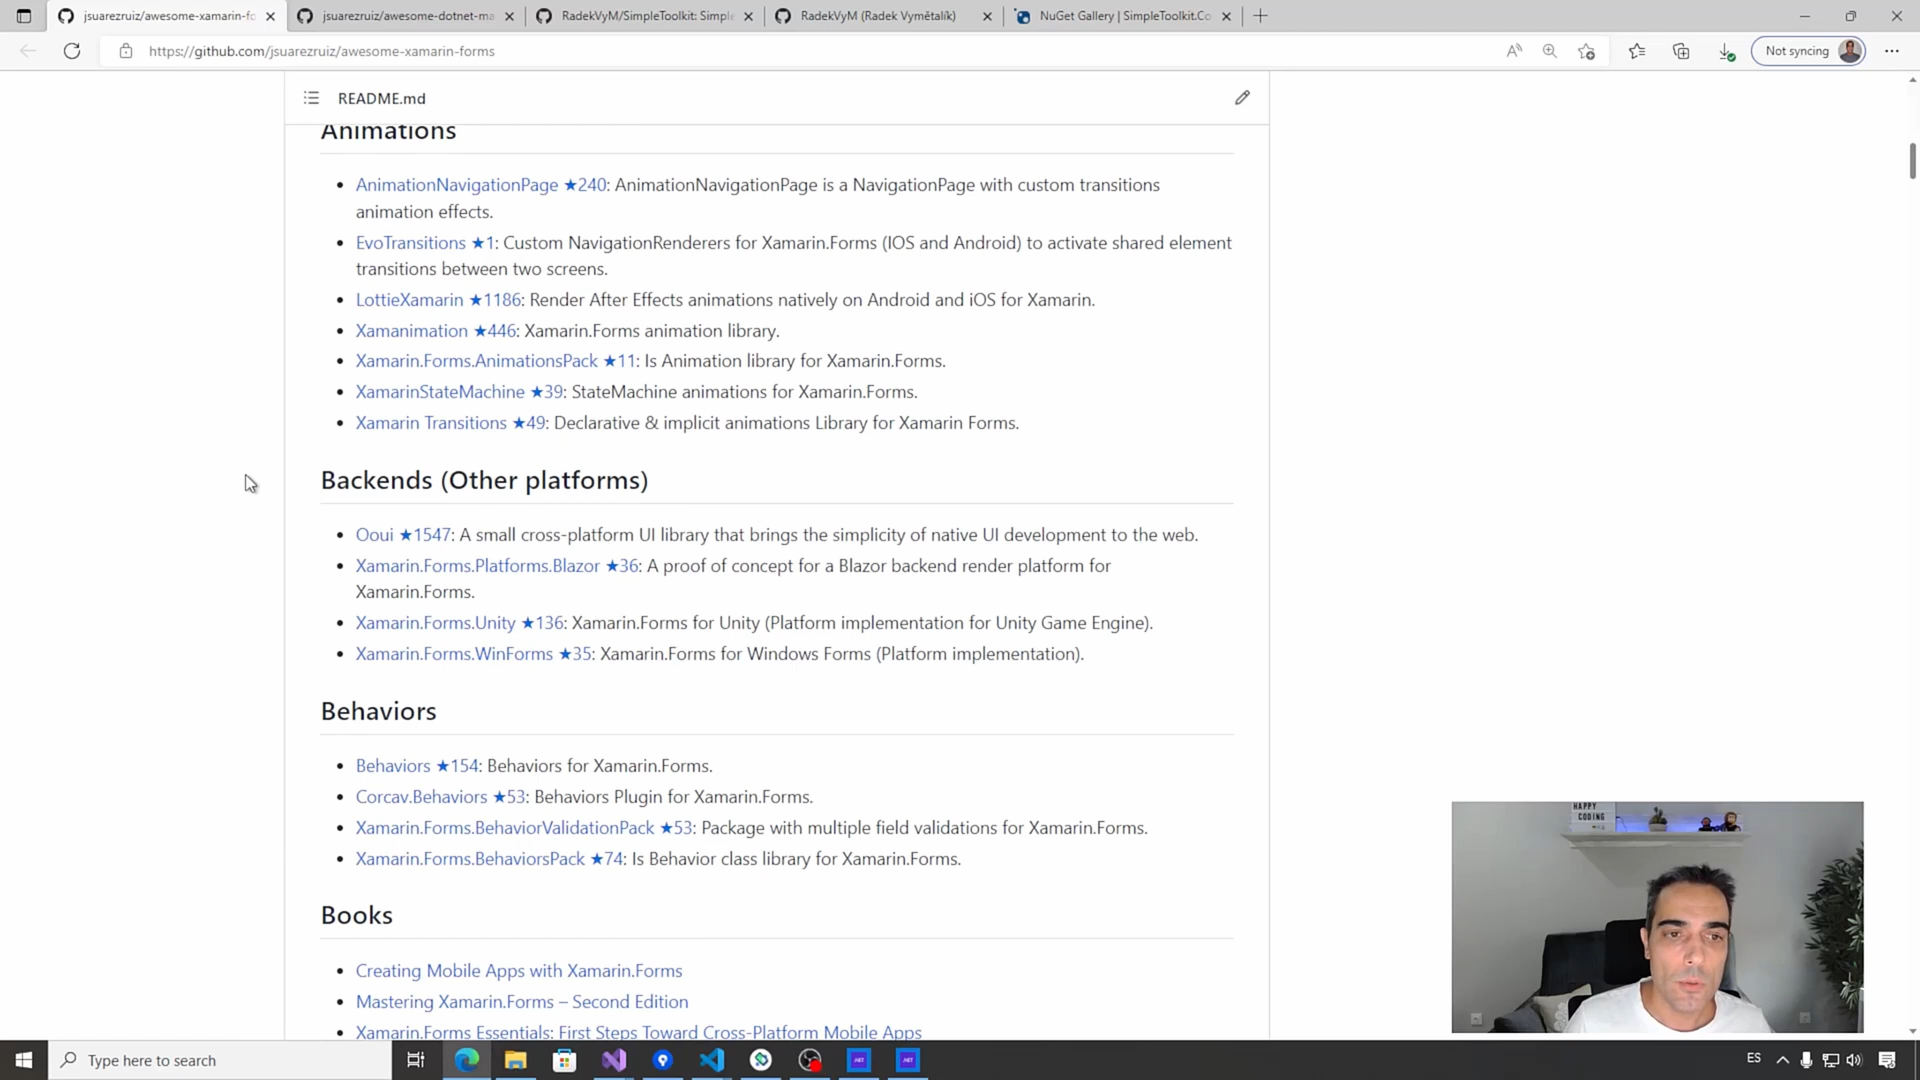 jsuarezruiz/awesome-xamarin-fo
jsuarezruiz/awesome-dotnet-ma
RadekVyM/SimpleToolkit: Simple
RadekVyM (Radek Vymětalík)
NuGet Gallery | SimpleToolkit.Co
https://github.com/jsuarezruiz/awesome-xamarin-forms
Not syncing
README.md
Animations
AnimationNavigationPage ★240: AnimationNavigationPage is a NavigationPage with custom transitions
animation effects.
EvoTransitions ★1: Custom NavigationRenderers for Xamarin.Forms (IOS and Android) to activate shared element
transitions between two screens.
LottieXamarin ★1186: Render After Effects animations natively on Android and iOS for Xamarin.
Xamanimation ★446: Xamarin.Forms animation library.
Xamarin.Forms.AnimationsPack ★11: Is Animation library for Xamarin.Forms.
XamarinStateMachine ★39: StateMachine animations for Xamarin.Forms.
Xamarin Transitions ★49: Declarative & implicit animations Library for Xamarin Forms.
Backends (Other platforms)
Ooui ★1547: A small cross-platform UI library that brings the simplicity of native UI development to the web.
Xamarin.Forms.Platforms.Blazor ★36: A proof of concept for a Blazor backend render platform for
Xamarin.Forms.
Xamarin.Forms.Unity ★136: Xamarin.Forms for Unity (Platform implementation for Unity Game Engine).
Xamarin.Forms.WinForms ★35: Xamarin.Forms for Windows Forms (Platform implementation).
Behaviors
Behaviors ★154: Behaviors for Xamarin.Forms.
Corcav.Behaviors ★53: Behaviors Plugin for Xamarin.Forms.
Xamarin.Forms.BehaviorValidationPack ★53: Package with multiple field validations for Xamarin.Forms.
Xamarin.Forms.BehaviorsPack ★74: Is Behavior class library for Xamarin.Forms.
Books
Creating Mobile Apps with Xamarin.Forms
Mastering Xamarin.Forms – Second Edition
Xamarin.Forms Essentials: First Steps Toward Cross-Platform Mobile Apps
HAPPY
CODING
Type here to search
.NET
.NET
ES